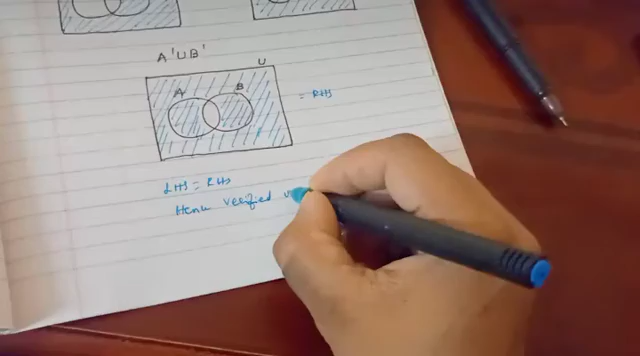 A'UB'
U
A B
= RHS
LHS = RHS
Hence verified